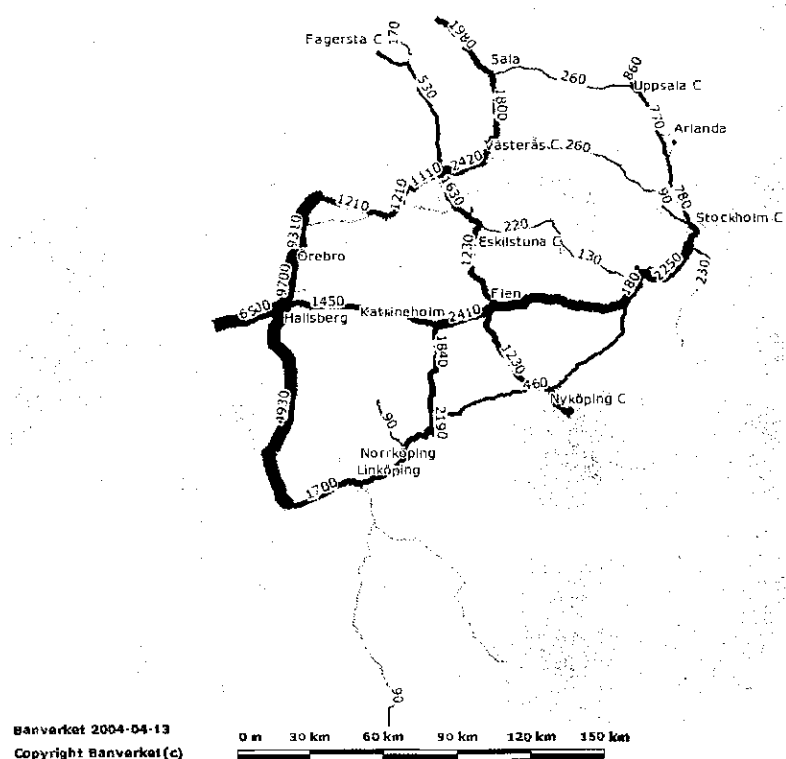 1980
170
Fagersta C
Sala
860
530
260
Uppsala C
1800
770
Arlanda
Västerås C
260
2420
1110
1210
1210
1630
90
780
Stockholm C
220
9310
Eskilstuna C
1230
130
Örebro
2250
230
9700
180
Flen
1450
Katrineholm
2410
Hallsberg
1840
1230
460
4930
Nyköping C
90
2190
Norrköping
Linköping
1700
90
Banverket 2004-04-13
Copyright Banverket(c)
0 m 30 km 60 km 90 km 120 km 150 km